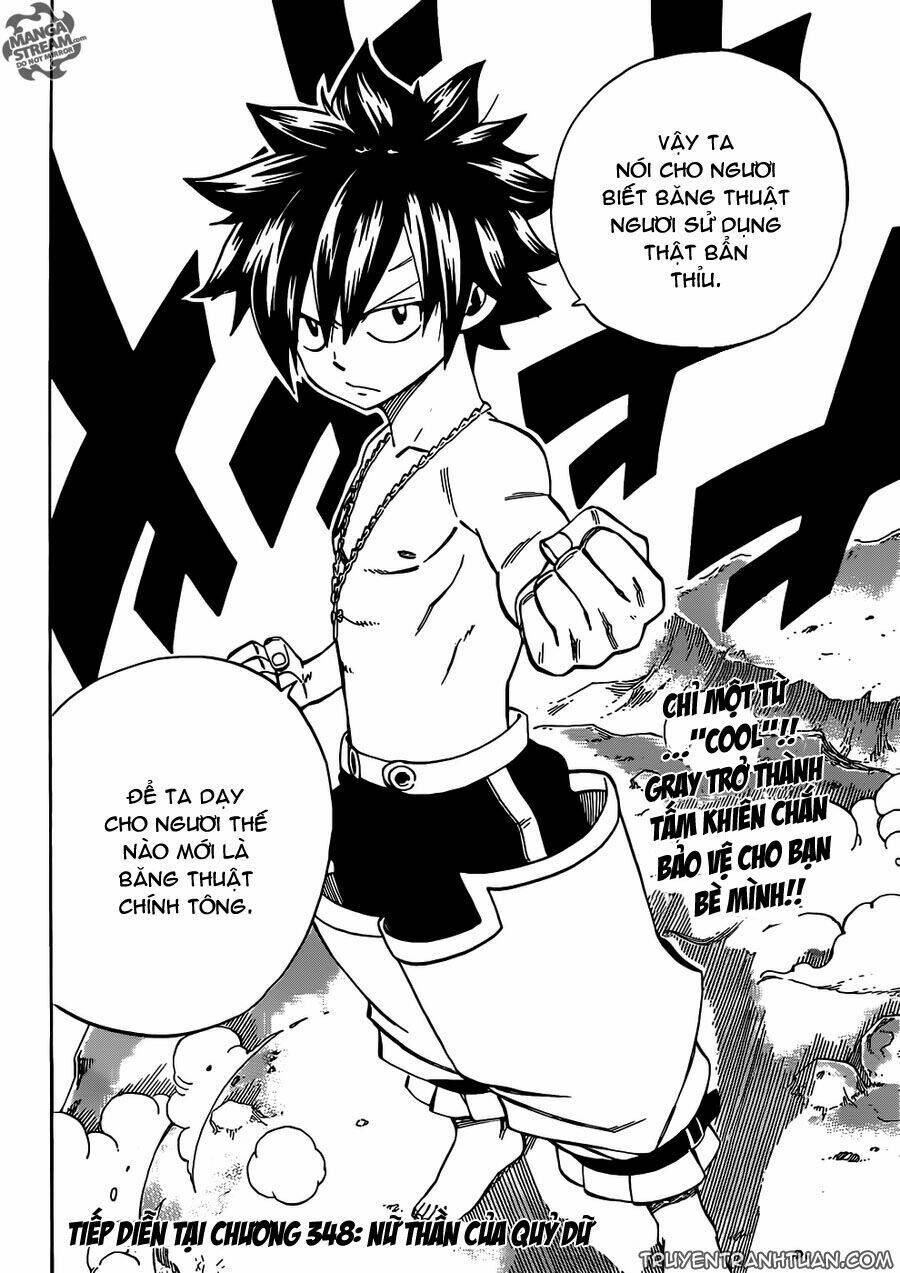 MANGA
STREAM.com
DO NOT MIRROR
VẬY TA
NÓI CHO NGƯƠI
BIẾT BĂNG THUẬT
NGƯƠI SỬ DỤNG
THẬT BẨN
THỈU.
CHỈ MỘT TỪ
..."COOL"!!
GRAY TRỞ THÀNH
TẤM KHIÊN CHẮN
BẢO VỆ CHO BẠN
BÈ MÌNH!!
ĐỂ TA DẠY
CHO NGƯƠI THẾ
NÀO MỚI LÀ
BĂNG THUẬT
CHÍNH TÔNG.
TIẾP DIỄN TẠI CHƯƠNG 348: NỮ THẦN CỦA QUỶ DỮ
TRUYENTRANHTUAN.COM